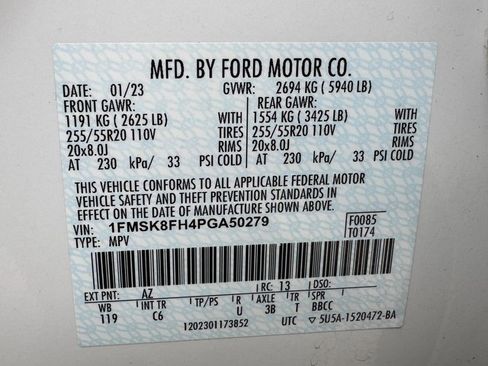 MFD. BY FORD MOTOR CO.
DATE: 01/23 GVWR: 2694 KG ( 5940 LB)
FRONT GAWR: REAR GAWR:
1191 KG ( 2625 LB) 1554 KG ( 3425 LB)
255/55R20 110V TIRES 255/55R20 110V TIRES
20x8.0J RIMS 20x8.0J RIMS
AT 230 kPa/ 33 PSI COLD AT 230 kPa/ 33 PSI COLD
THIS VEHICLE CONFORMS TO ALL APPLICABLE FEDERAL MOTOR
VEHICLE SAFETY AND THEFT PREVENTION STANDARDS IN
EFFECT ON THE DATE OF MANUFACTURE SHOWN ABOVE.
VIN: 1FMSK8FH4PGA50279 F0085
TYPE: MPV T0174
EXT PNT: AZ RC: 13 DSO:
WB INT TR TP/PS R AXLE TR SPR
119 C6 U 3B T BBCC
1202301173852 UTC ▽5U5A-1520472-BA